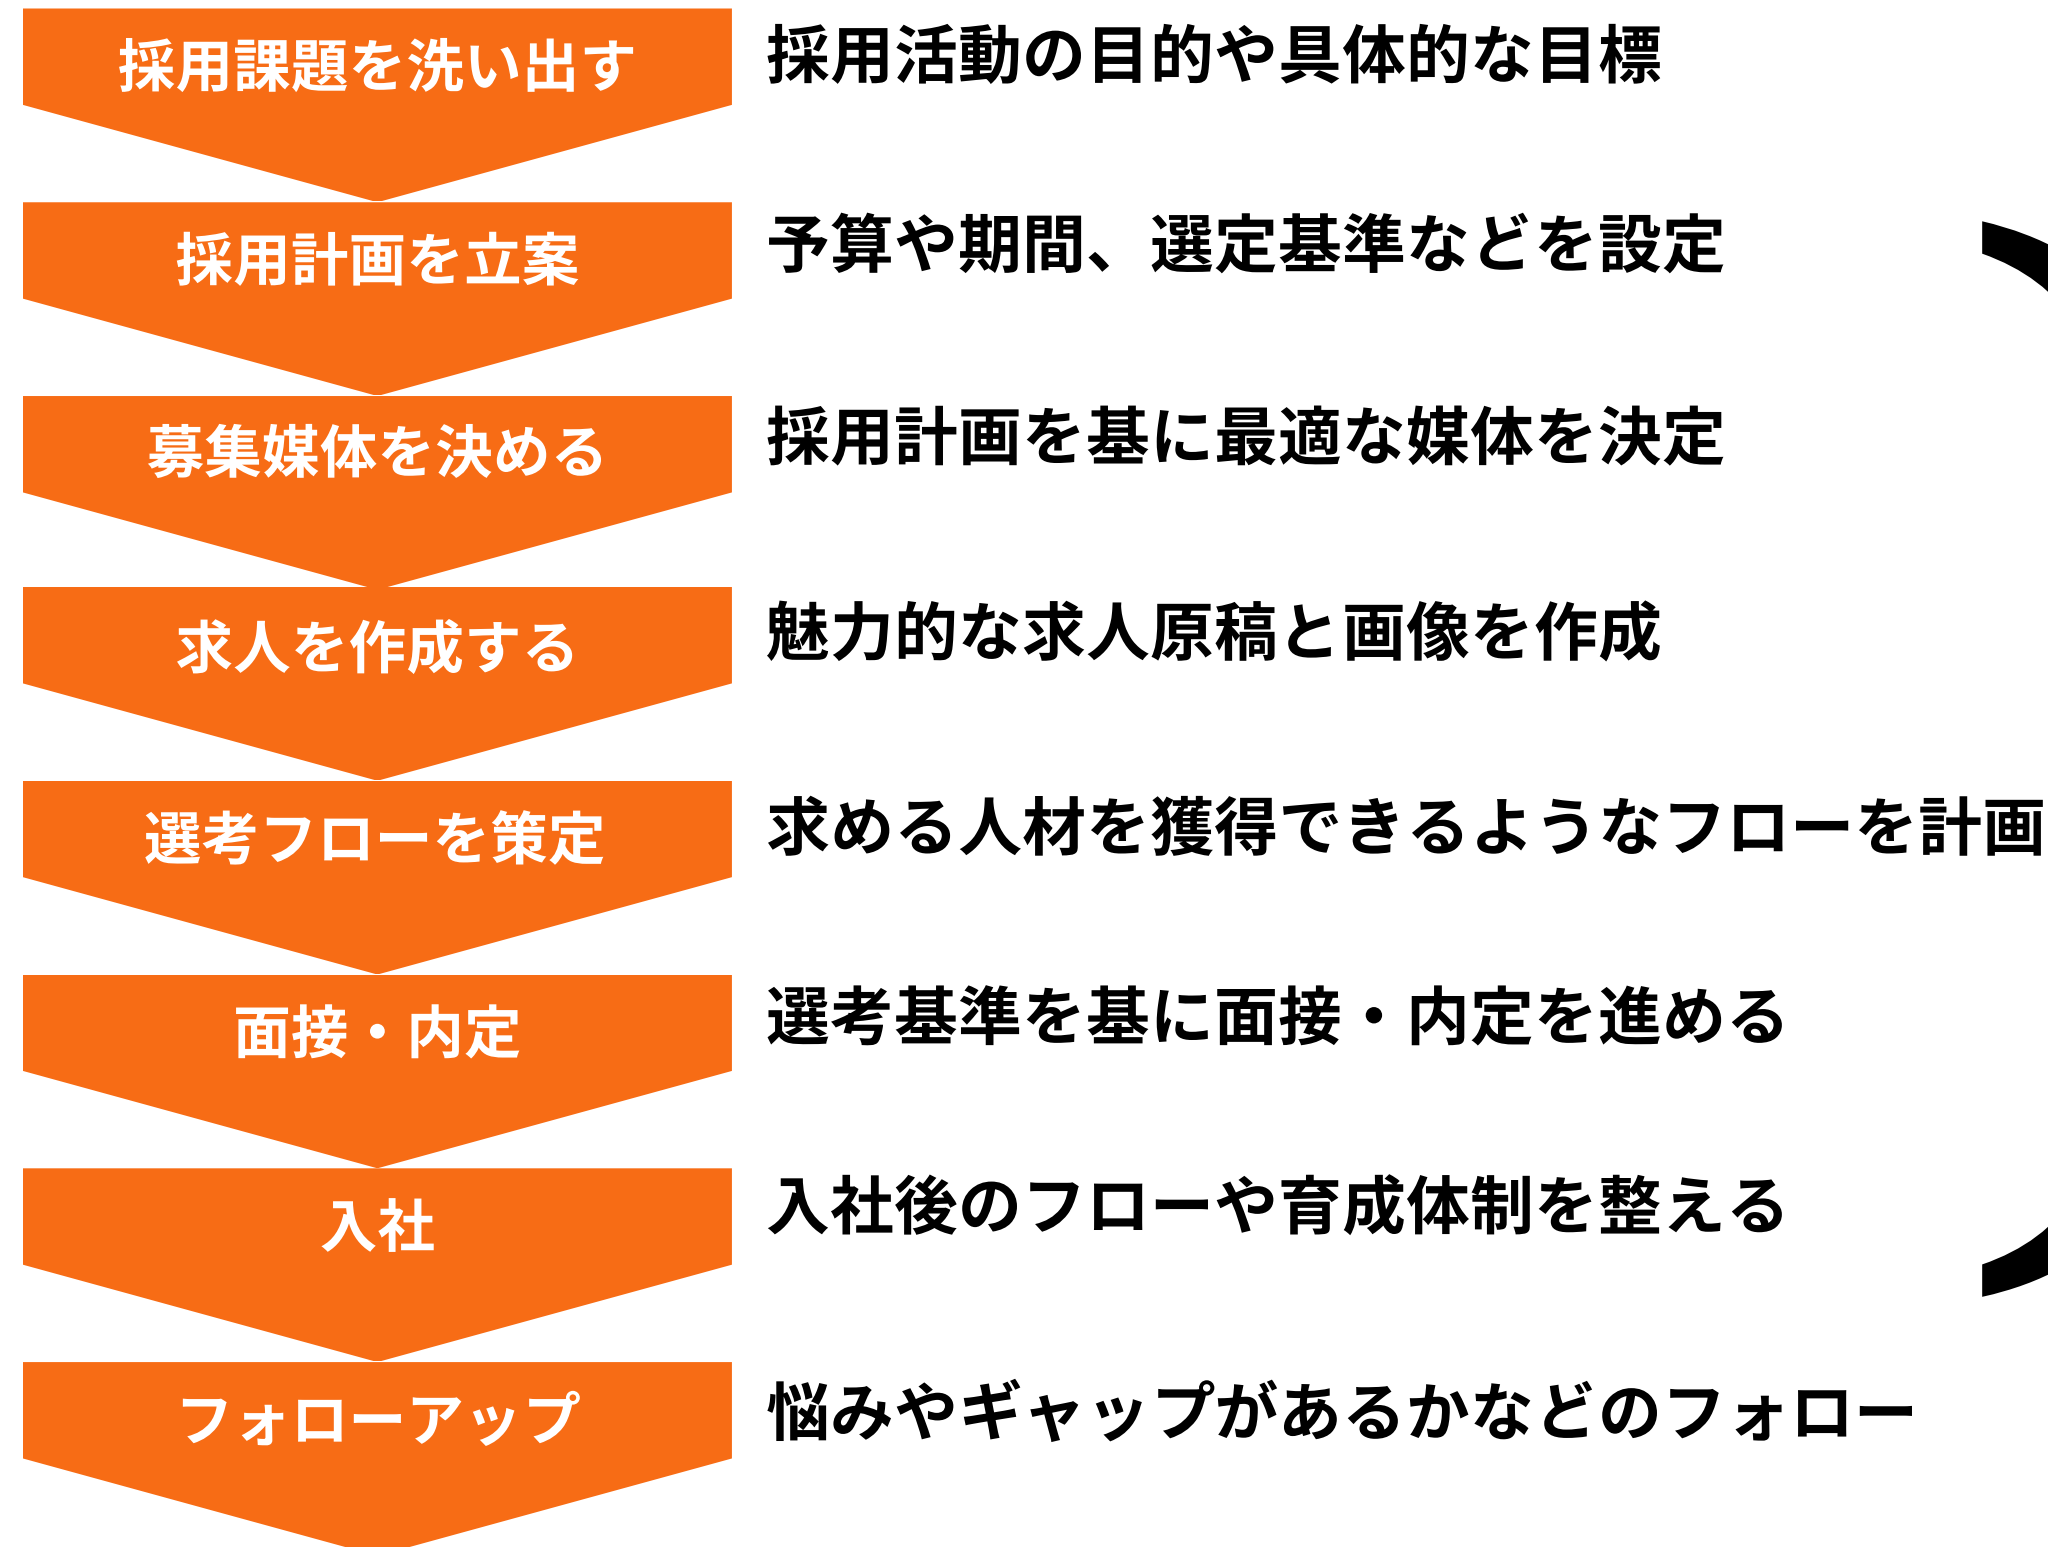 採用課題を洗い出す
採用活動の目的や具体的な目標
採用計画を立案
予算や期間、選定基準などを設定
募集媒体を決める
採用計画を基に最適な媒体を決定
求人を作成する
魅力的な求人原稿と画像を作成
選考フローを策定
求める人材を獲得できるようなフローを計画
面接・内定
選考基準を基に面接・内定を進める
入社
入社後のフローや育成体制を整える
フォローアップ
悩みやギャップがあるかなどのフォロー